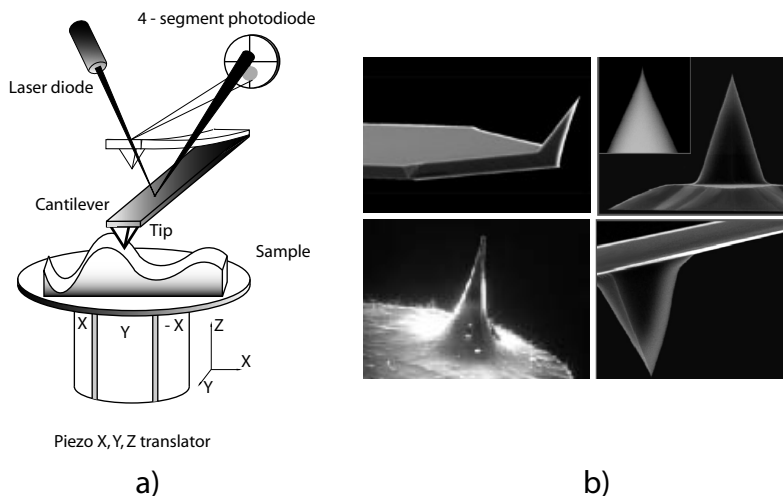 4 - segment photodiode
Laser diode
Cantilever
Tip
Sample
X
Y
- X
Z
X
Y
Piezo X, Y, Z translator
a)
b)